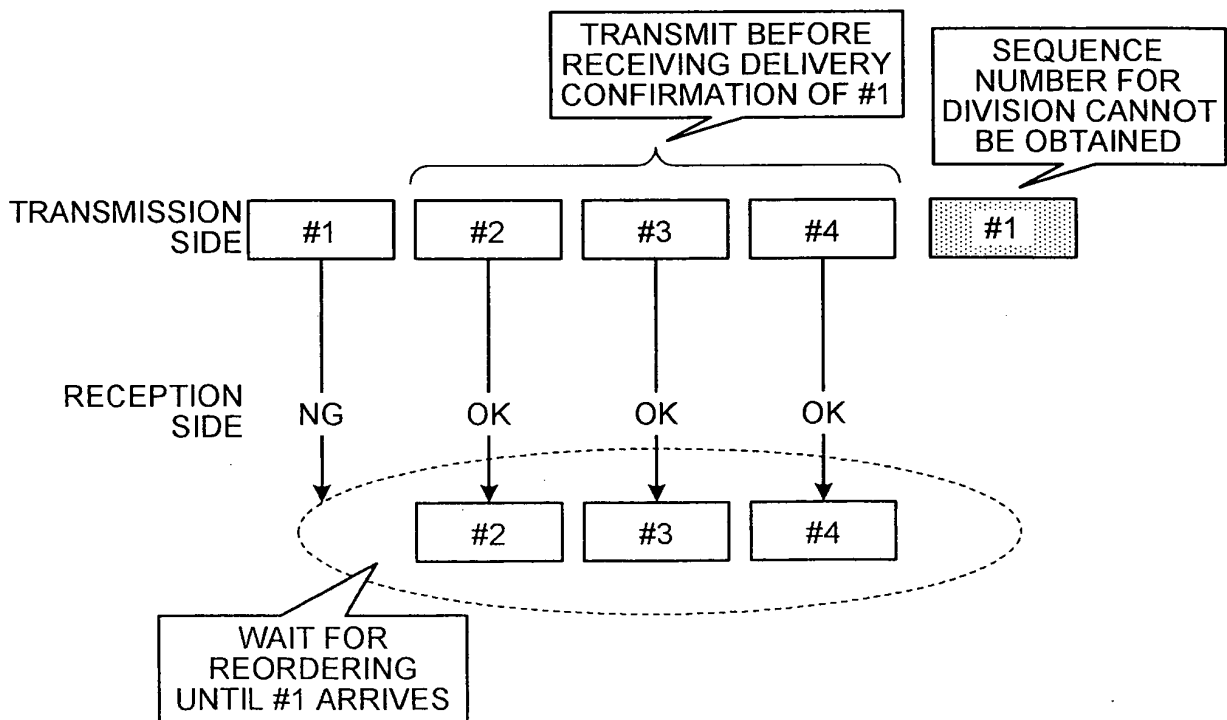 TRANSMIT BEFORE
RECEIVING DELIVERY
CONFIRMATION OF #1
SEQUENCE
NUMBER FOR
DIVISION CANNOT
BE OBTAINED
TRANSMISSION
SIDE
#1
#2
#3
#4
#1
RECEPTION
SIDE
NG
OK
OK
OK
#2
#3
#4
WAIT FOR
REORDERING
UNTIL #1 ARRIVES